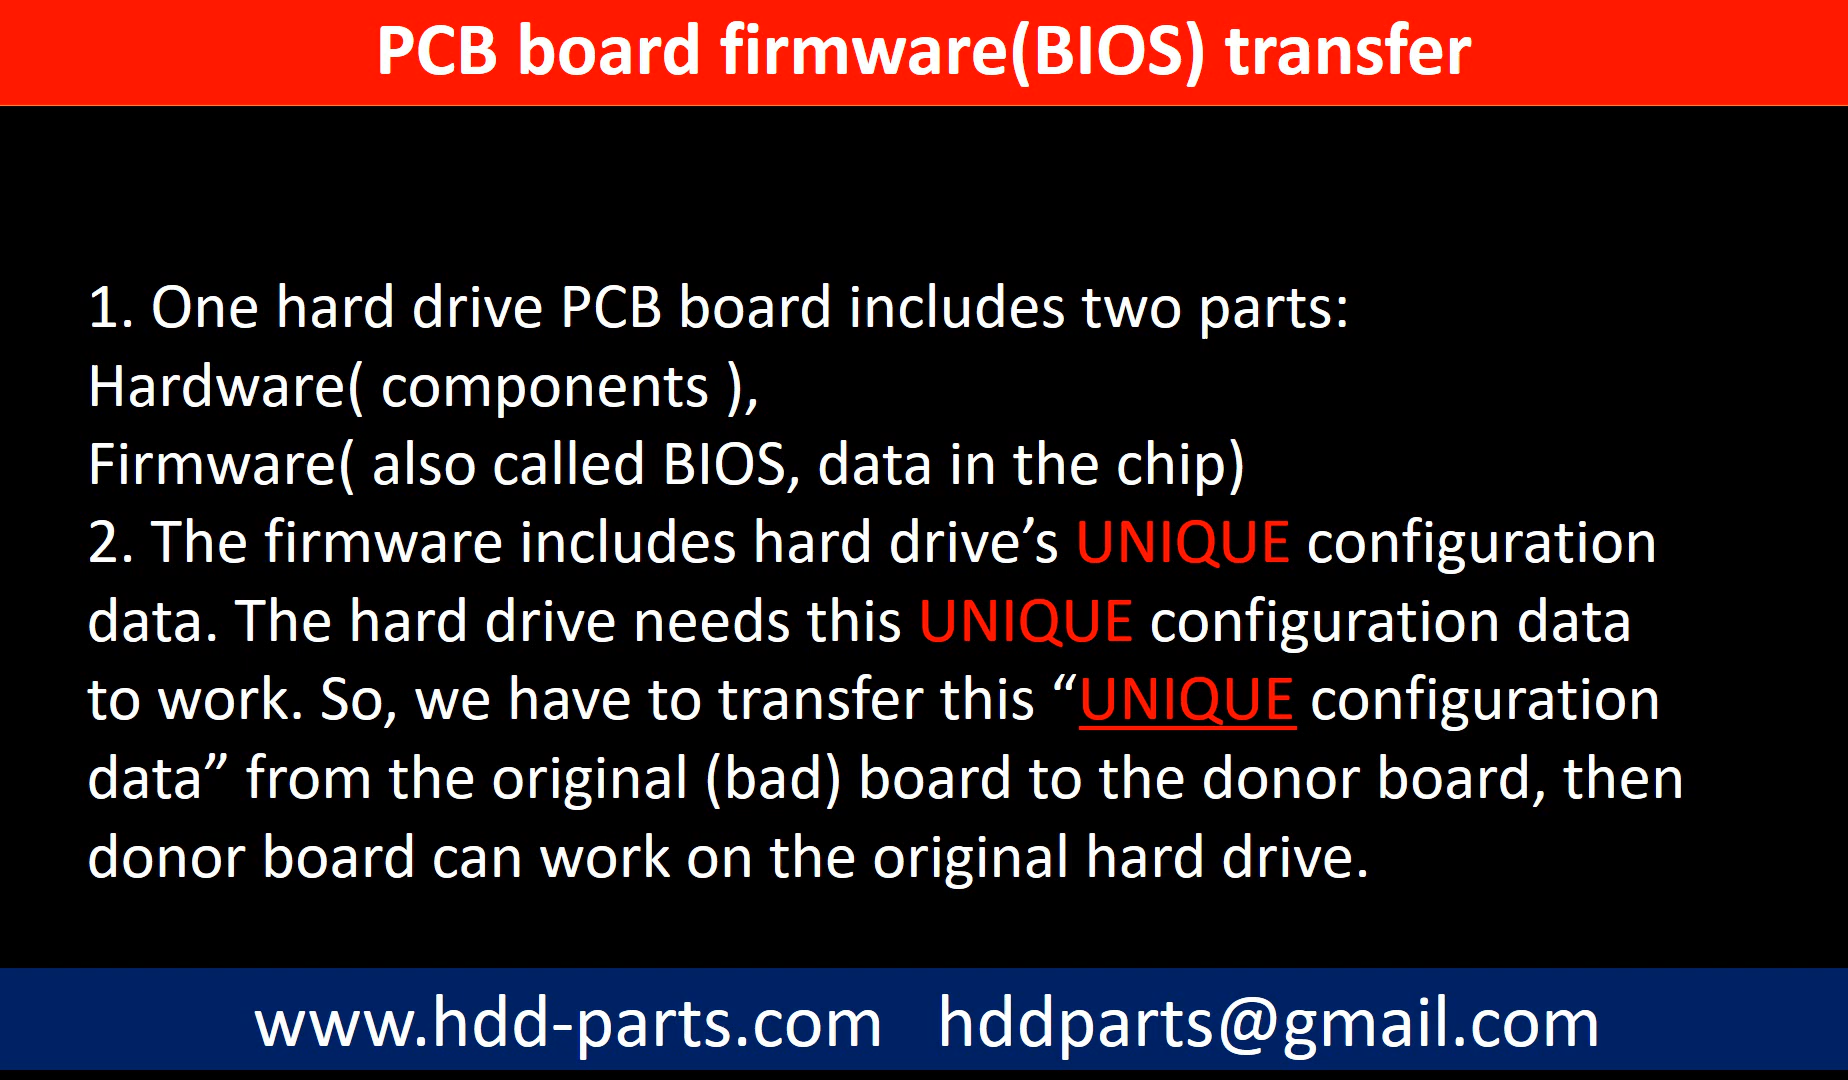 PCB board firmware(BIOS) transfer
1. One hard drive PCB board includes two parts:
Hardware( components ),
Firmware( also called BIOS, data in the chip)
2. The firmware includes hard drive’s UNIQUE configuration
data. The hard drive needs this UNIQUE configuration data
to work. So, we have to transfer this “UNIQUE configuration
data” from the original (bad) board to the donor board, then
donor board can work on the original hard drive.
www.hdd-parts.com hddparts@gmail.com